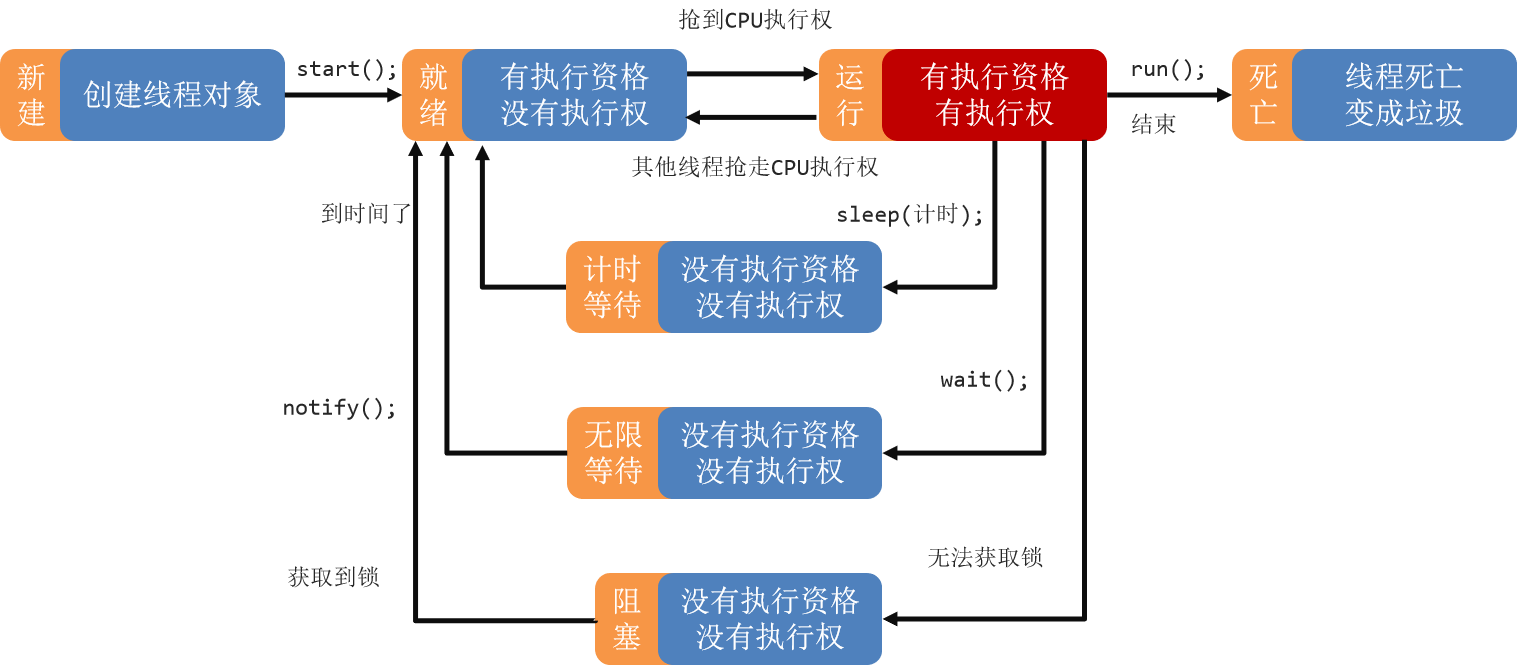 抢到CPU执行权
新建
创建线程对象
start();
就绪
有执行资格
没有执行权
运行
有执行资格
有执行权
run();
结束
死亡
线程死亡
变成垃圾
其他线程抢走CPU执行权
到时间了
sleep(计时);
计时
等待
没有执行资格
没有执行权
notify();
wait();
无限
等待
没有执行资格
没有执行权
获取到锁
无法获取锁
阻塞
没有执行资格
没有执行权